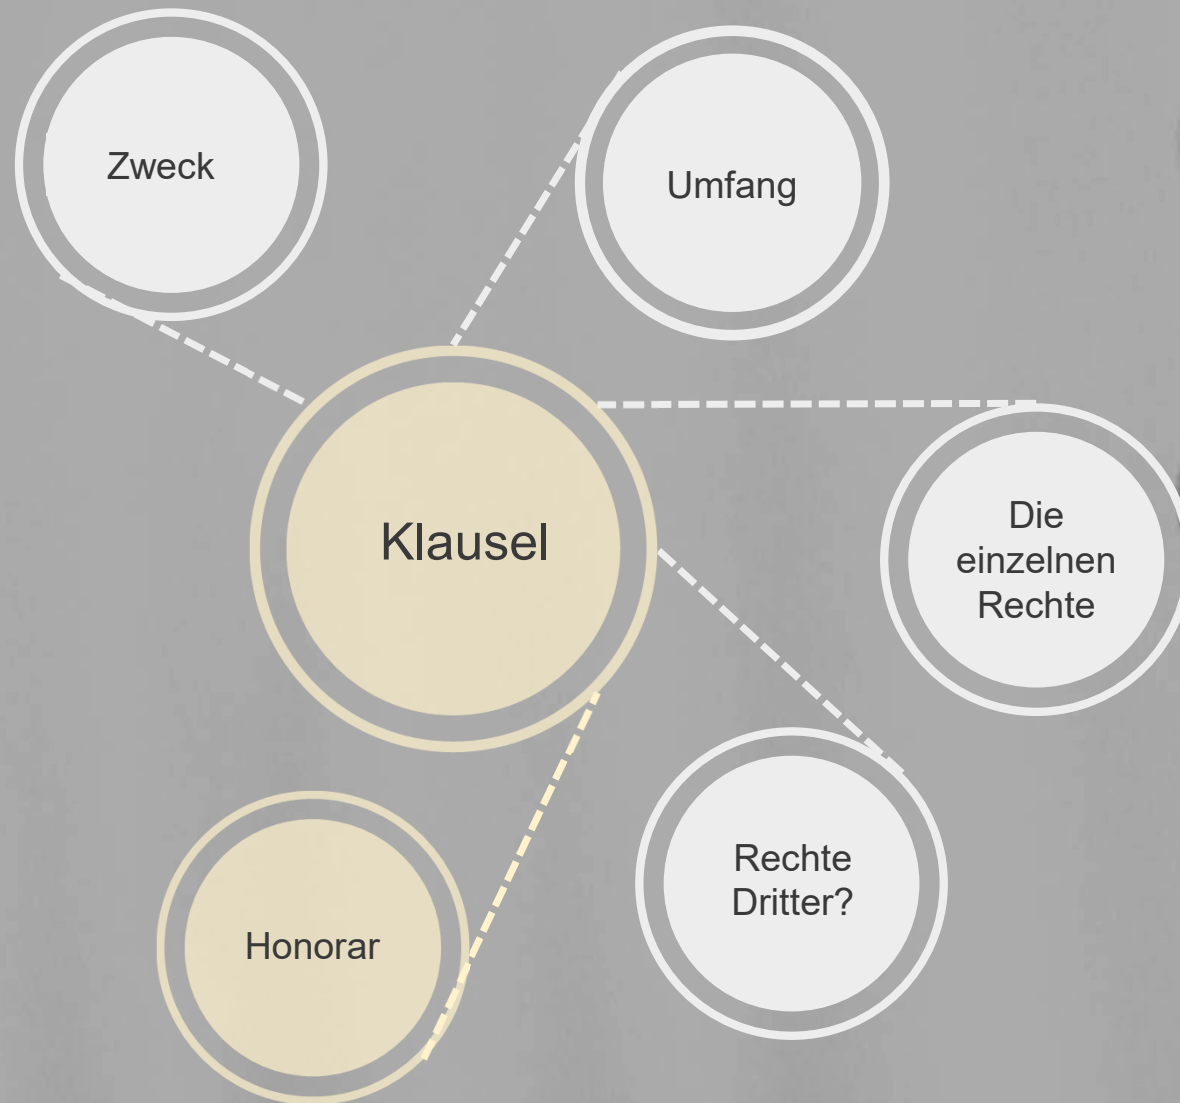 Zweck
Umfang
Klausel
Die
einzelnen
Rechte
Rechte
Dritter?
Honorar